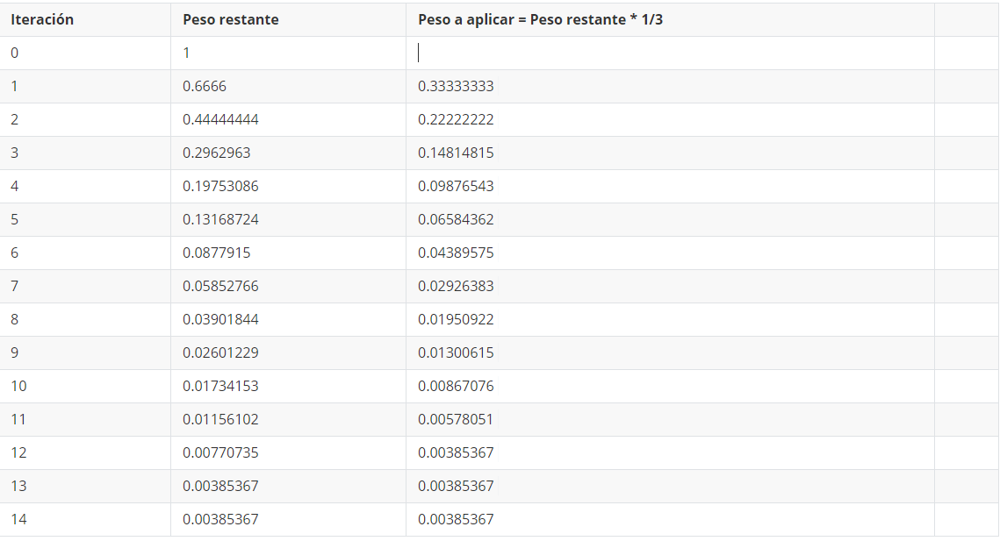 Iteración Peso restante Peso a aplicar = Peso restante * 1/3
0 1
1 0.6666 0.33333333
2 0.44444444 0.22222222
3 0.2962963 0.14814815
4 0.19753086 0.09876543
5 0.13168724 0.06584362
6 0.0877915 0.04389575
7 0.05852766 0.02926383
8 0.03901844 0.01950922
9 0.02601229 0.01300615
10 0.01734153 0.00867076
11 0.01156102 0.00578051
12 0.00770735 0.00385367
13 0.00385367 0.00385367
14 0.00385367 0.00385367